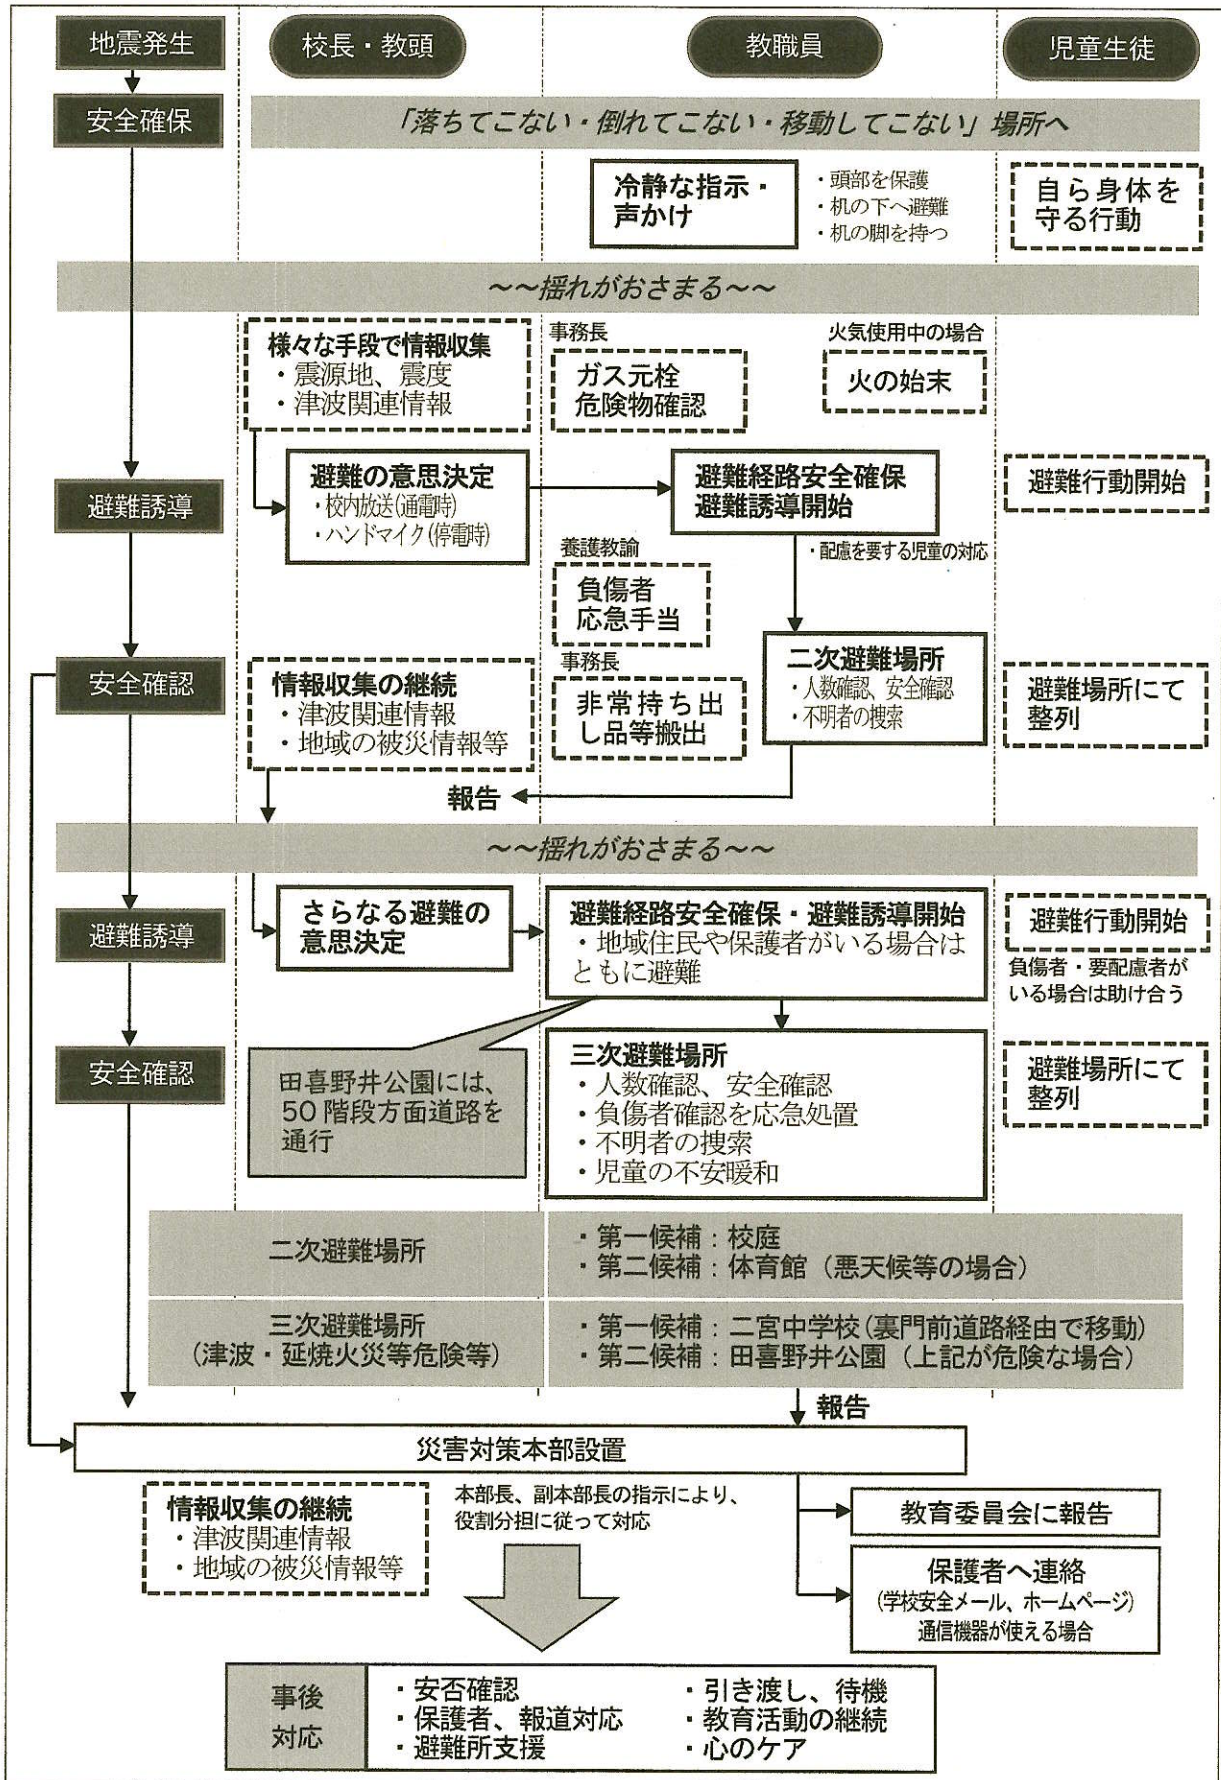 地震発生
校長・教頭
教職員
児童生徒
安全確保
「落ちてこない・倒れてこない・移動してこない」場所へ
冷静な指示・
声かけ
・頭部を保護
・机の下へ避難
・机の脚を持つ
自ら身体を
守る行動
～～揺れがおさまる～～
様々な手段で情報収集
・震源地、震度
・津波関連情報
事務長
ガス元栓
危険物確認
火気使用中の場合
火の始末
避難誘導
避難の意思決定
・校内放送(通電時)
・ハンドマイク(停電時)
避難経路安全確保
避難誘導開始
・配慮を要する児童の対応
避難行動開始
養護教諭
負傷者
応急手当
安全確認
情報収集の継続
・津波関連情報
・地域の被災情報等
事務長
非常持ち出
し品等搬出
二次避難場所
・人数確認、安全確認
・不明者の捜索
避難場所にて
整列
報告
～～揺れがおさまる～～
避難誘導
さらなる避難の
意思決定
避難経路安全確保・避難誘導開始
・地域住民や保護者がいる場合は
ともに避難
避難行動開始
負傷者・要配慮者が
いる場合は助け合う
安全確認
田喜野井公園には、
50階段方面道路を
通行
三次避難場所
・人数確認、安全確認
・負傷者確認を応急処置
・不明者の捜索
・児童の不安暖和
避難場所にて
整列
二次避難場所
・第一候補：校庭
・第二候補：体育館（悪天候等の場合）
三次避難場所
(津波・延焼火災等危険等)
・第一候補：二宮中学校(裏門前道路経由で移動)
・第二候補：田喜野井公園（上記が危険な場合）
報告
災害対策本部設置
情報収集の継続
・津波関連情報
・地域の被災情報等
本部長、副本部長の指示により、
役割分担に従って対応
教育委員会に報告
保護者へ連絡
(学校安全メール、ホームページ)
通信機器が使える場合
事後
対応
・安否確認
・保護者、報道対応
・避難所支援
・引き渡し、待機
・教育活動の継続
・心のケア